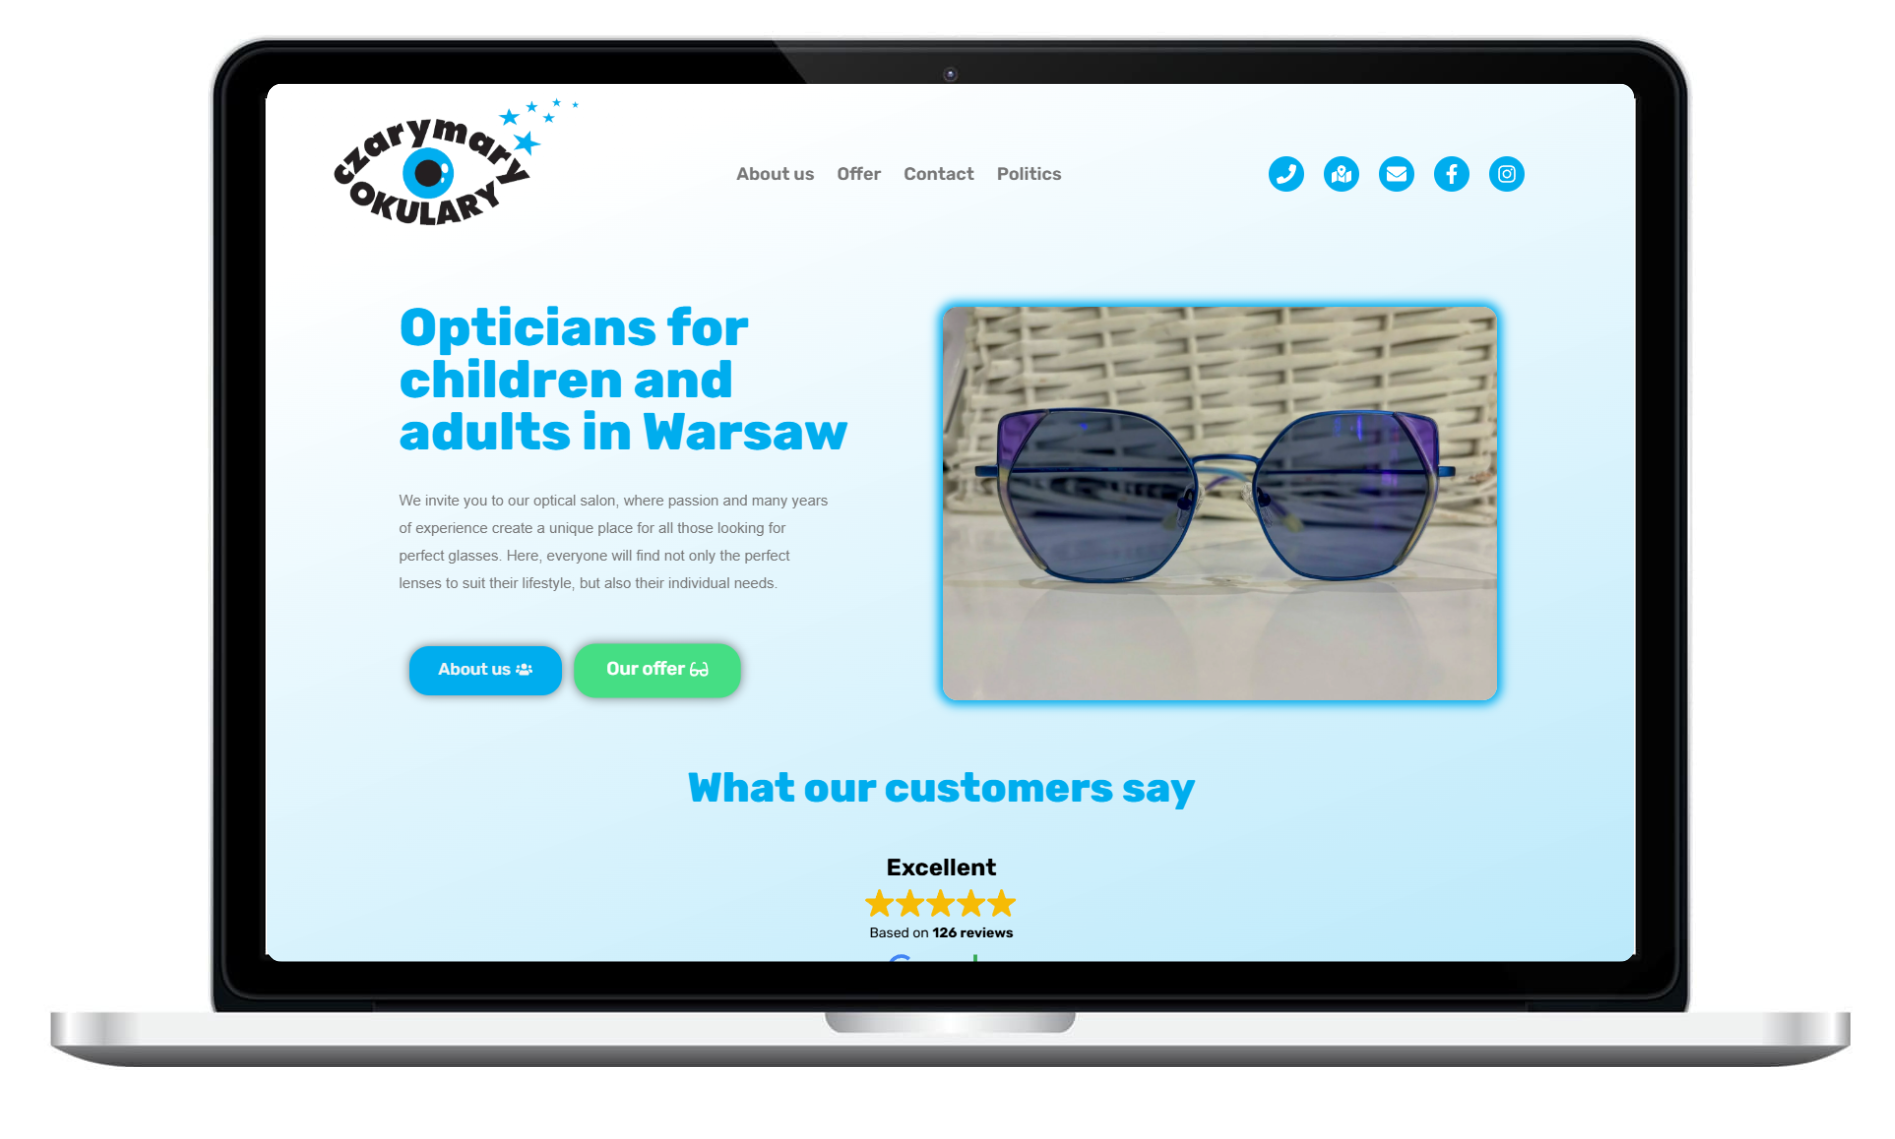 czarymary
OKULARY
About us Offer Contact Politics
Opticians for
children and
adults in Warsaw
We invite you to our optical salon, where passion and many years
of experience create a unique place for all those looking for
perfect glasses. Here, everyone will find not only the perfect
lenses to suit their lifestyle, but also their individual needs.
About us Our offer
What our customers say
Excellent
Based on 126 reviews